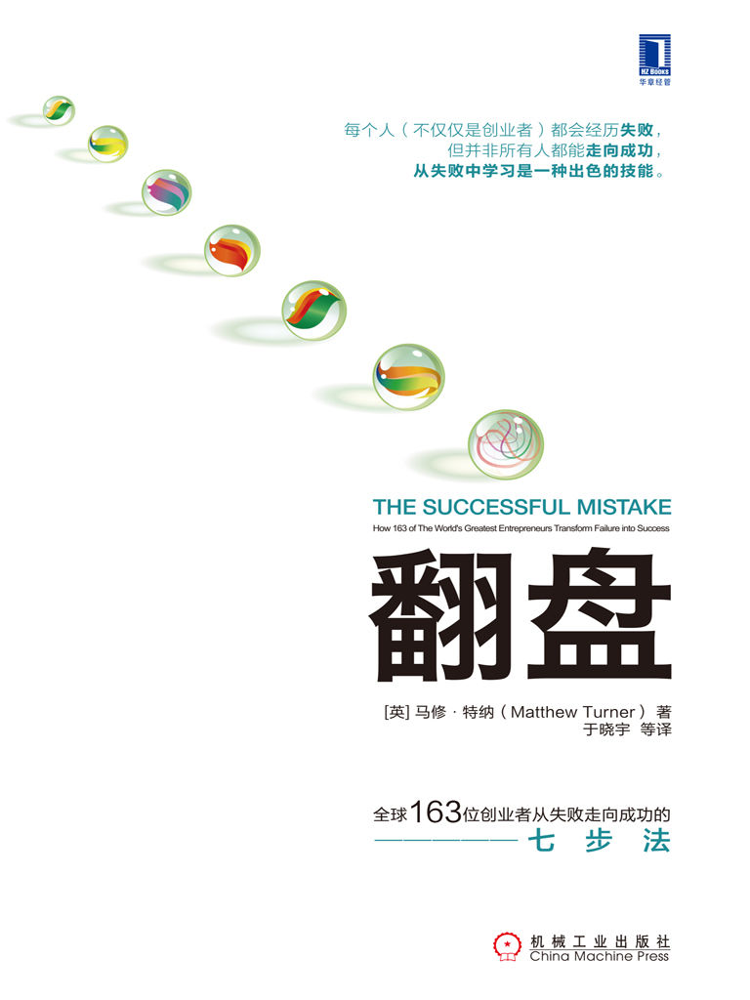 HZ BOOKS
华章经管
每个人（不仅仅是创业者）都会经历失败，
但并非所有人都能走向成功，
从失败中学习是一种出色的技能。
THE SUCCESSFUL MISTAKE
How 163 of The World's Greatest Entrepreneurs Transform Failure into Success
翻盘
[英] 马修·特纳（Matthew Turner） 著
于晓宇 等译
全球163位创业者从失败走向成功的
七步法
机械工业出版社
China Machine Press